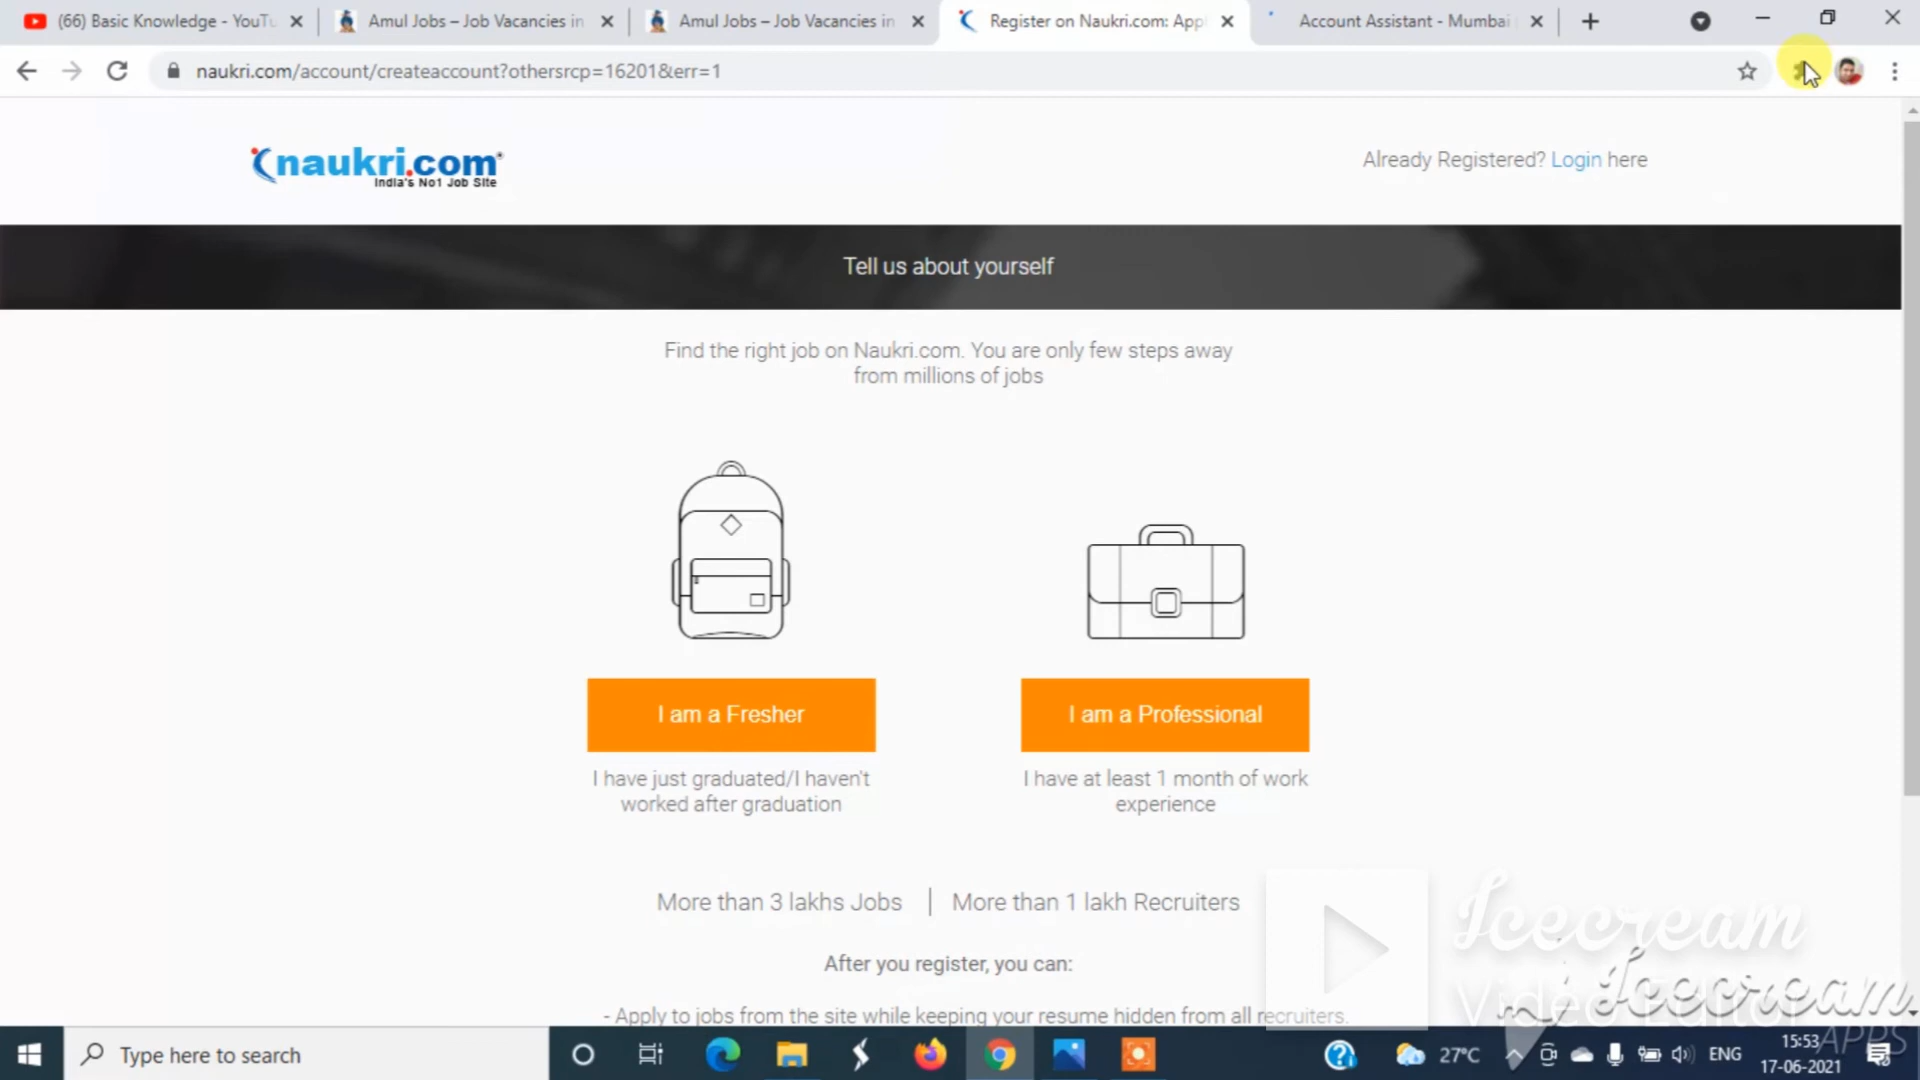 (66) Basic Knowledge - YouTu
Amul Jobs – Job Vacancies in
Amul Jobs – Job Vacancies in
Register on Naukri.com: Appl
Account Assistant - Mumbai
naukri.com/account/createaccount?othersrcp=16201&err=1
naukri.com
India's No1 Job Site
Already Registered? Login here
Tell us about yourself
Find the right job on Naukri.com. You are only few steps away
from millions of jobs
I am a Fresher
I am a Professional
I have just graduated/I haven't
worked after graduation
I have at least 1 month of work
experience
More than 3 lakhs Jobs
More than 1 lakh Recruiters
After you register, you can:
- Apply to jobs from the site while keeping your resume hidden from all recruiters.
Icecream
Video Editor
Icecream
APPS
Type here to search
27°C
ENG
15:53
17-06-2021